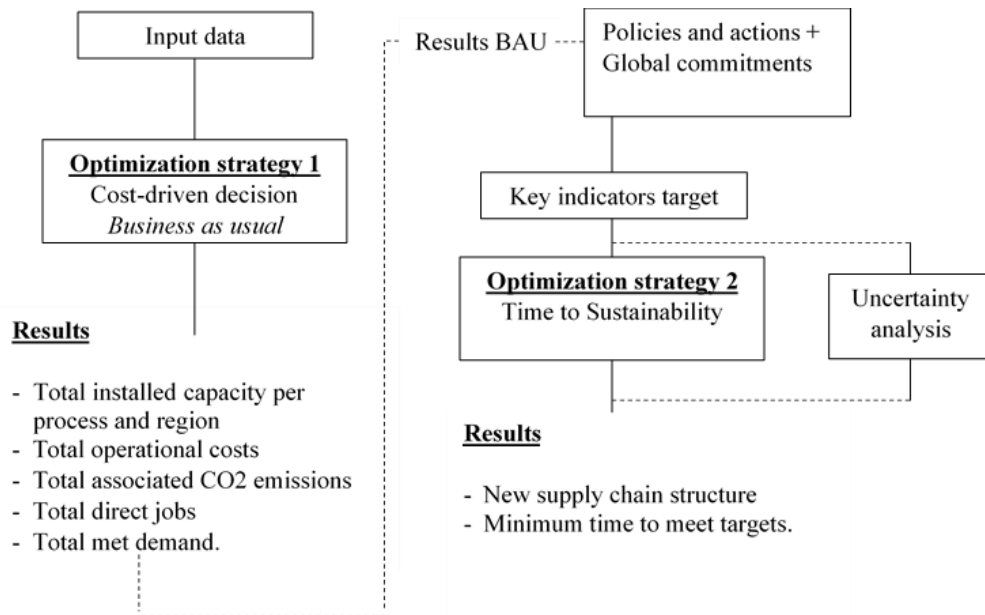 Input data
Optimization strategy 1
Cost-driven decision
Business as usual
Results
- Total installed capacity per
process and region
- Total operational costs
- Total associated CO2 emissions
- Total direct jobs
- Total met demand.
Results BAU
Policies and actions +
Global commitments
Key indicators target
Optimization strategy 2
Time to Sustainability
Uncertainty
analysis
Results
- New supply chain structure
- Minimum time to meet targets.